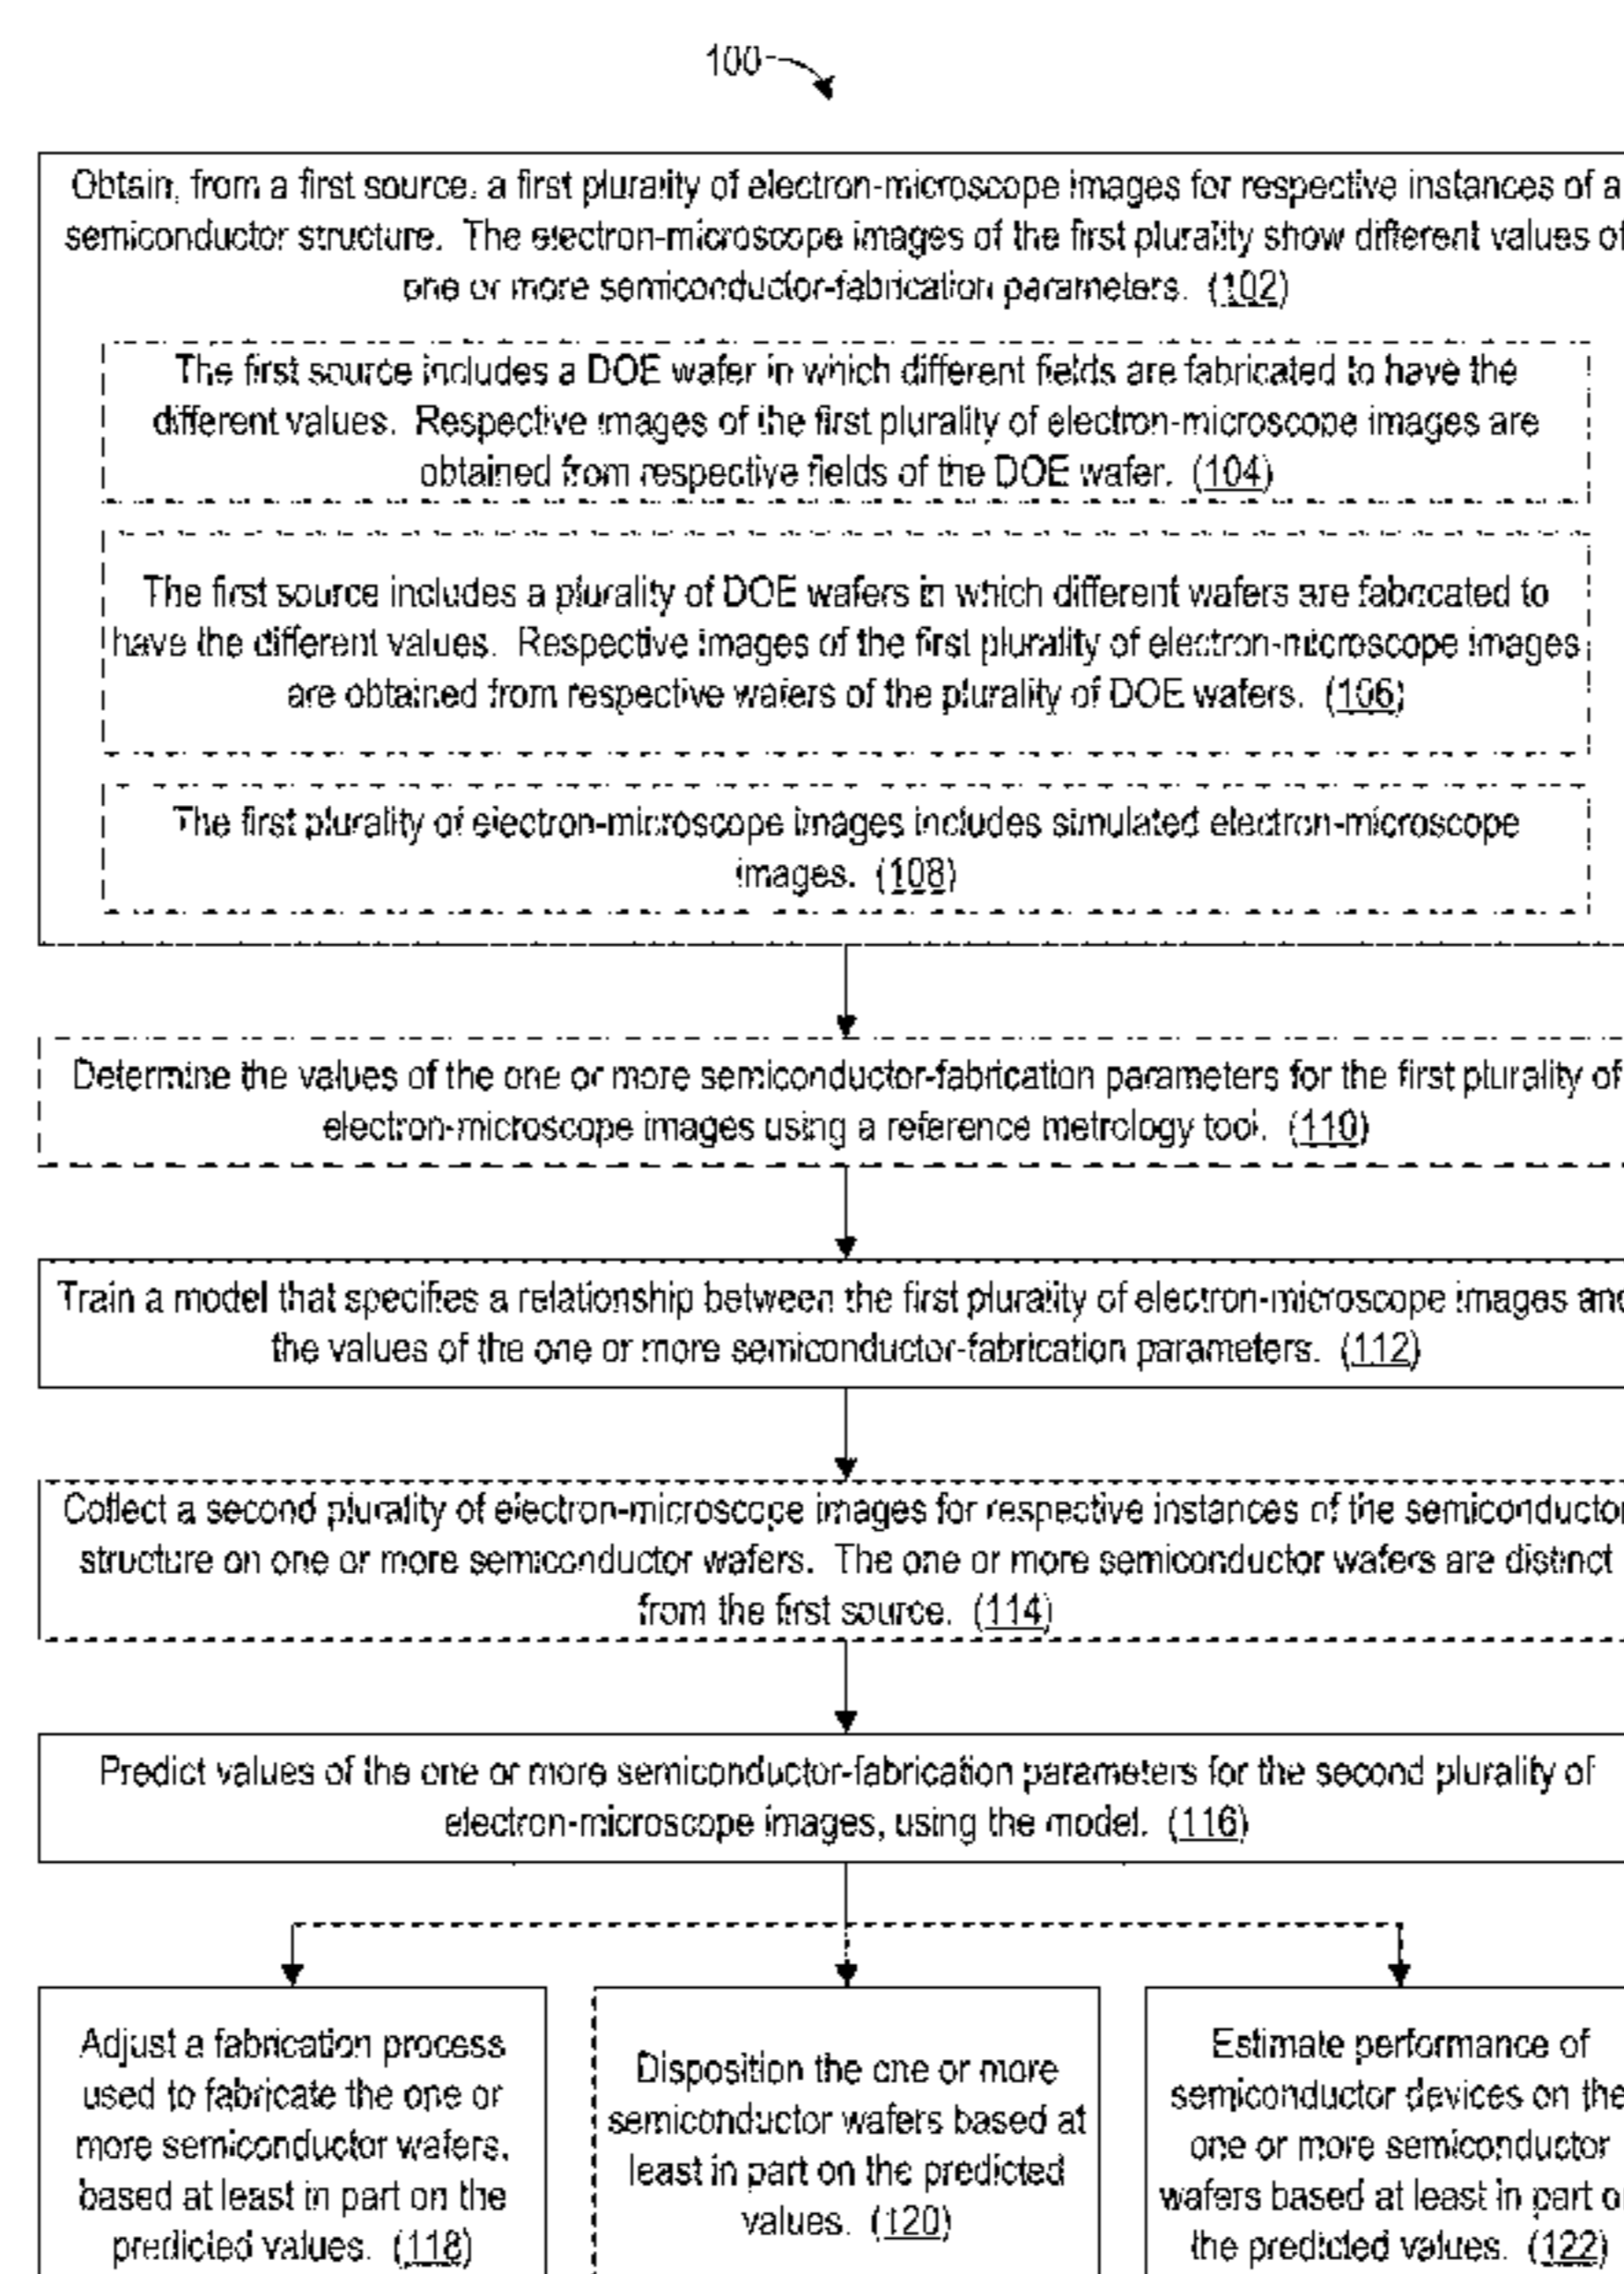 100
Obtain, from a first source, a first plurality of electron-microscope images for respective instances of a
semiconductor structure. The electron-microscope images of the first plurality show different values of
one or more semiconductor-fabrication parameters. (102)
The first source includes a DOE wafer in which different fields are fabricated to have the
different values. Respective images of the first plurality of electron-microscope images are
obtained from respective fields of the DOE wafer. (104)
The first source includes a plurality of DOE wafers in which different wafers are fabricated to
have the different values. Respective images of the first plurality of electron-microscope images
are obtained from respective wafers of the plurality of DOE wafers. (106)
The first plurality of electron-microscope images includes simulated electron-microscope
images. (108)
Determine the values of the one or more semiconductor-fabrication parameters for the first plurality of
electron-microscope images using a reference metrology tool. (110)
Train a model that specifies a relationship between the first plurality of electron-microscope images and
the values of the one or more semiconductor-fabrication parameters. (112)
Collect a second plurality of electron-microscope images for respective instances of the semiconductor
structure on one or more semiconductor wafers. The one or more semiconductor wafers are distinct
from the first source. (114)
Predict values of the one or more semiconductor-fabrication parameters for the second plurality of
electron-microscope images, using the model. (116)
Adjust a fabrication process
used to fabricate the one or
more semiconductor wafers,
based at least in part on the
predicted values. (118)
Disposition the one or more
semiconductor wafers based at
least in part on the predicted
values. (120)
Estimate performance of
semiconductor devices on the
one or more semiconductor
wafers based at least in part on
the predicted values. (122)